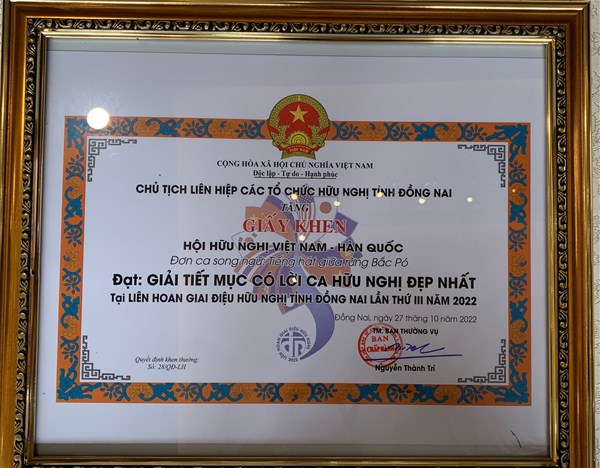 CỘNG HÒA XÃ HỘI CHỦ NGHĨA VIỆT NAM
Độc lập - Tự do - Hạnh phúc
CHỦ TỊCH LIÊN HIỆP CÁC TỔ CHỨC HỮU NGHỊ TỈNH ĐỒNG NAI
TẶNG
GIẤY KHEN
HỘI HỮU NGHỊ VIỆT NAM - HÀN QUỐC
Đơn ca song ngữ: Tiếng hát giữa rừng Bắc Pó
Đạt: GIẢI TIẾT MỤC CÓ LỜI CA HỮU NGHỊ ĐẸP NHẤT
Tại LIÊN HOAN GIAI ĐIỆU HỮU NGHỊ TỈNH ĐỒNG NAI LẦN THỨ III NĂM 2022
Đồng Nai, ngày 27 tháng 10 năm 2022
TM. BAN THƯỜNG VỤ
BAN
CHẤP HÀNH
Nguyễn Thành Trí
Quyết định khen thưởng:
Số: 28/QĐ-LH